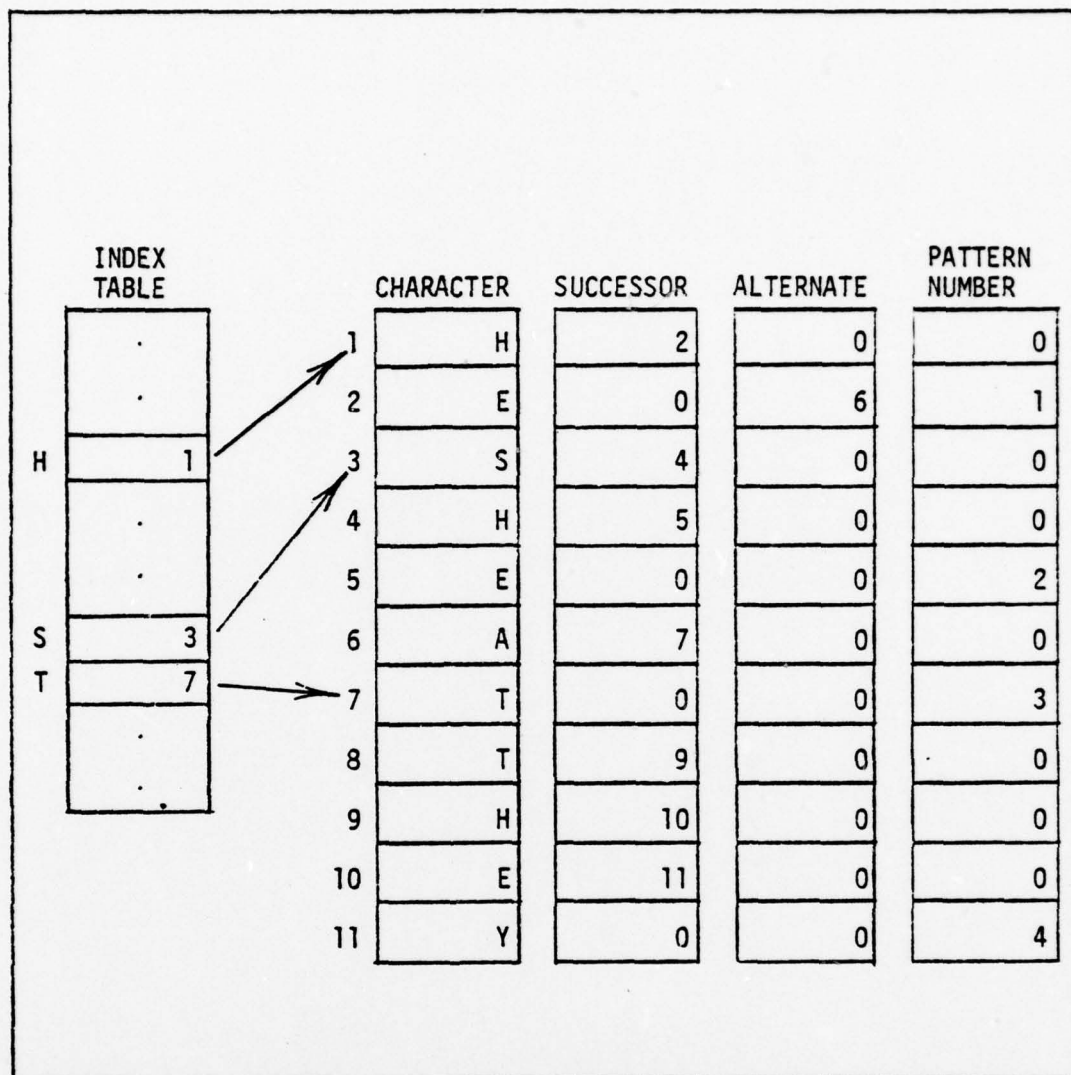 INDEX TABLE
CHARACTER SUCCESSOR ALTERNATE PATTERN NUMBER
.
.
H 1
.
.
S 3
T 7
.
.
1 H 2 0 0
2 E 0 6 1
3 S 4 0 0
4 H 5 0 0
5 E 0 0 2
6 A 7 0 0
7 T 0 0 3
8 T 9 0 0
9 H 10 0 0
10 E 11 0 0
11 Y 0 0 4